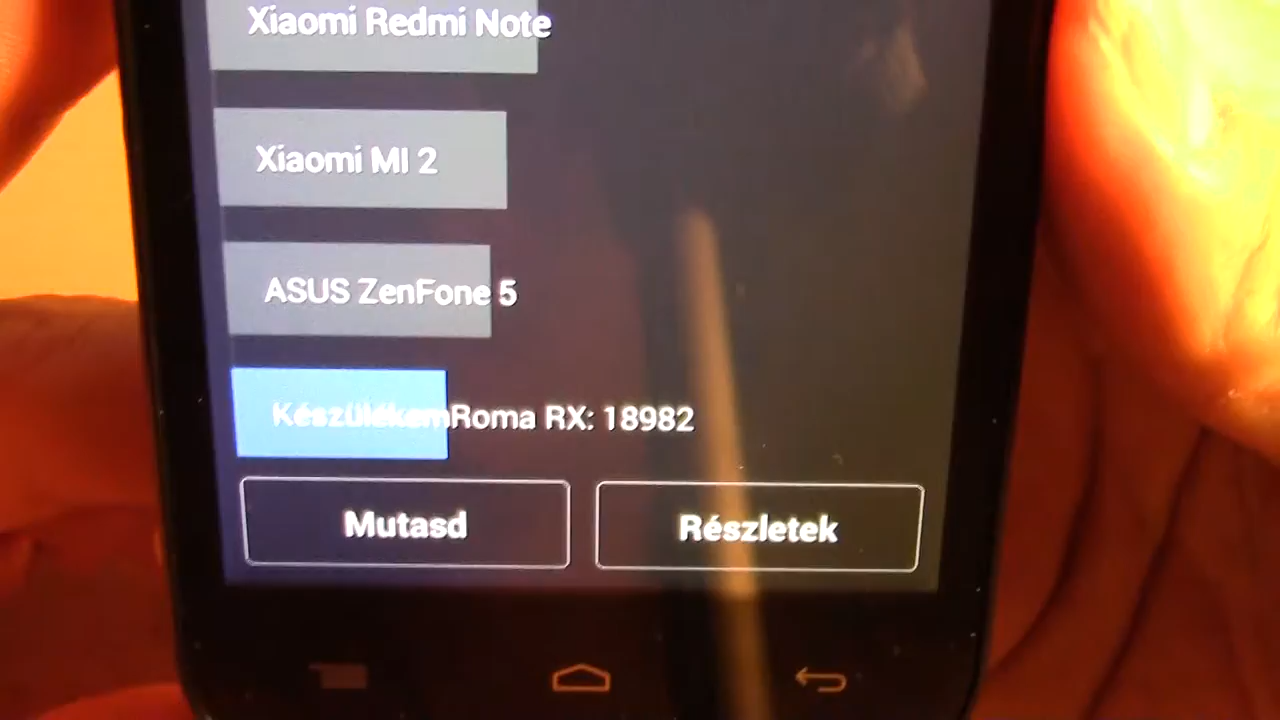 Xiaomi Redmi Note
Xiaomi MI 2
ASUS ZenFone 5
KészülékemRoma RX: 18982
Mutasd
Részletek